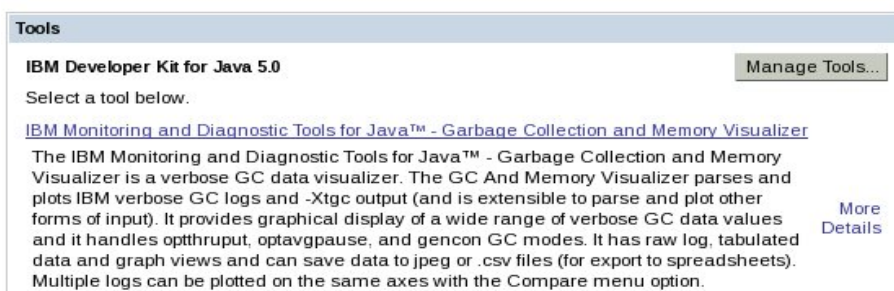 Tools
IBM Developer Kit for Java 5.0
Manage Tools...
Select a tool below.
IBM Monitoring and Diagnostic Tools for Java™ - Garbage Collection and Memory Visualizer
The IBM Monitoring and Diagnostic Tools for Java™ - Garbage Collection and Memory
Visualizer is a verbose GC data visualizer. The GC And Memory Visualizer parses and
plots IBM verbose GC logs and -Xtgc output (and is extensible to parse and plot other
forms of input). It provides graphical display of a wide range of verbose GC data values
and it handles optthruput, optavgpause, and gencon GC modes. It has raw log, tabulated
data and graph views and can save data to jpeg or .csv files (for export to spreadsheets).
Multiple logs can be plotted on the same axes with the Compare menu option.
More
Details